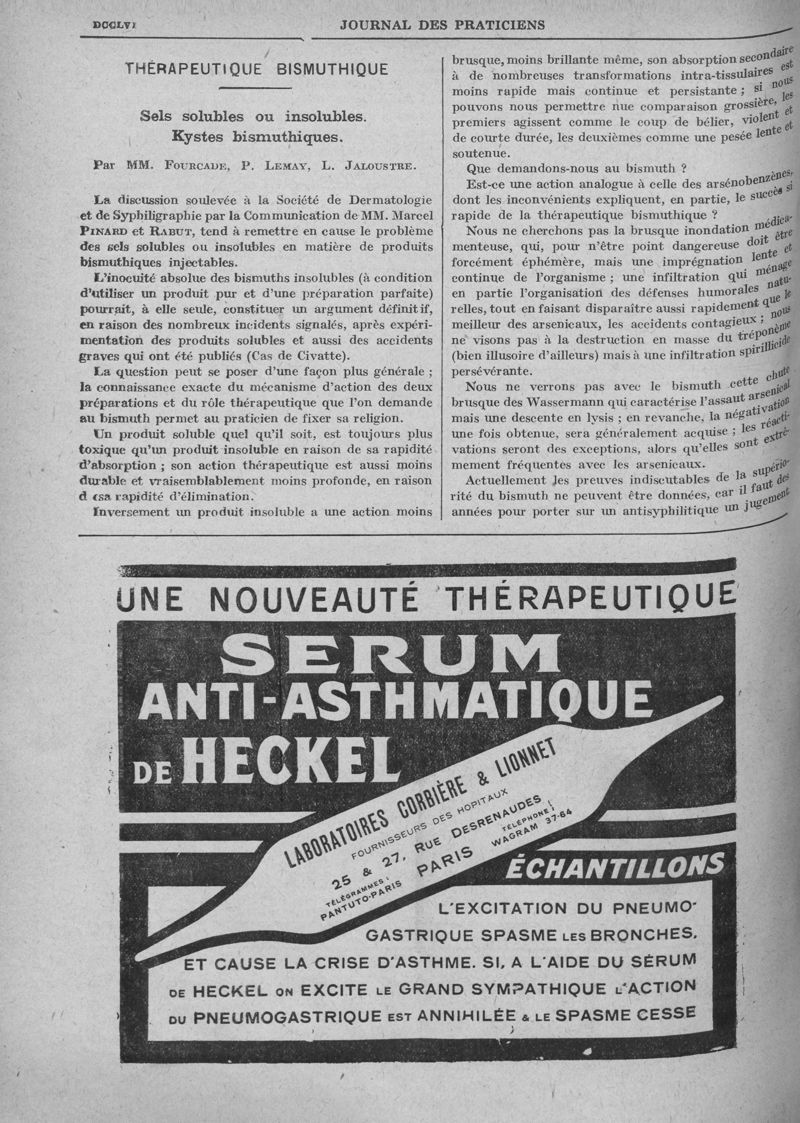 DCCLVI
JOURNAL DES PRATICIENS
THÉRAPEUTIQUE BISMUTHIQUE
Sels solubles ou insolubles.
Kystes bismuthiques.
Par MM. Fourcade, P. Lemay, L. Jaloustre.
La discussion soulevée à la Société de Dermatologie
et de Syphiligraphie par la Communication de MM. Marcel
Pinard et Rabut, tend à remettre en cause le problème
des sels solubles ou insolubles en matière de produits
bismuthiques injectables.
L'inocuité absolue des bismuths insolubles (à condition
d'utiliser un produit pur et d'une préparation parfaite)
pourrait, à elle seule, constituer un argument définitif,
en raison des nombreux incidents signalés, après expéri-
mentation des produits solubles et aussi des accidents
graves qui ont été publiés (Cas de Civatte).
La question peut se poser d'une façon plus générale ;
la connaissance exacte du mécanisme d'action des deux
préparations et du rôle thérapeutique que l'on demande
au bismuth permet au praticien de fixer sa religion.
Un produit soluble quel qu'il soit, est toujours plus
toxique qu'un produit insoluble en raison de sa rapidité
d'absorption ; son action thérapeutique est aussi moins
durable et vraisemblablement moins profonde, en raison
d esa rapidité d'élimination.
Inversement un produit insoluble a une action moins
brusque, moins brillante même, son absorption secondaire
à de nombreuses transformations intra-tissulaires est
moins rapide mais continue et persistante ; si nous
pouvons nous permettre nue comparaison grossière, les
premiers agissent comme le coup de bélier, violent et
de courte durée, les deuxièmes comme une pesée lente et
soutenue.
Que demandons-nous au bismuth ?
Est-ce une action analogue à celle des arsénobenzènes,
dont les inconvénients expliquent, en partie, le succès si
rapide de la thérapeutique bismuthique ?
Nous ne cherchons pas la brusque inondation médica-
menteuse, qui, pour n'être point dangereuse doit être
forcément éphémère, mais une imprégnation lente et
continue de l'organisme ; une infiltration qui ménage
en partie l'organisation des défenses humorales natu-
relles, tout en faisant disparaître aussi rapidement que le
meilleur des arsenicaux, les accidents contagieux ; nous
ne visons pas à la destruction en masse du tréponème
(bien illusoire d'ailleurs) mais à une infiltration spirillicide
persévérante.
Nous ne verrons pas avec le bismuth cette chute
brusque des Wassermann qui caractérise l'assaut arsenical
mais une descente en lysis ; en revanche, la négativation
une fois obtenue, sera généralement acquise ; les réacti-
vations seront des exceptions, alors qu'elles sont extrê-
mement fréquentes avec les arsenicaux.
Actuellement les preuves indiscutables de la supério-
rité du bismuth ne peuvent être données, car il faut des
années pour porter sur un antisyphilitique un jugement
UNE NOUVEAUTÉ THÉRAPEUTIQUE
SERUM
ANTI-ASTHMATIQUE
DE HECKEL
LABORATOIRES CORBIÈRE & LIONNET
FOURNISSEURS DES HOPITAUX
25 & 27, RUE DESRENAUDES
TÉLÉGRAMMES :
PANTUTO-PARIS
PARIS
TÉLÉPHONE :
WAGRAM 37-64
ÉCHANTILLONS
L'EXCITATION DU PNEUMO-
GASTRIQUE SPASME LES BRONCHES,
ET CAUSE LA CRISE D'ASTHME. SI, A L'AIDE DU SÉRUM
DE HECKEL ON EXCITE LE GRAND SYMPATHIQUE L'ACTION
DU PNEUMOGASTRIQUE EST ANNIHILÉE & LE SPASME CESSE